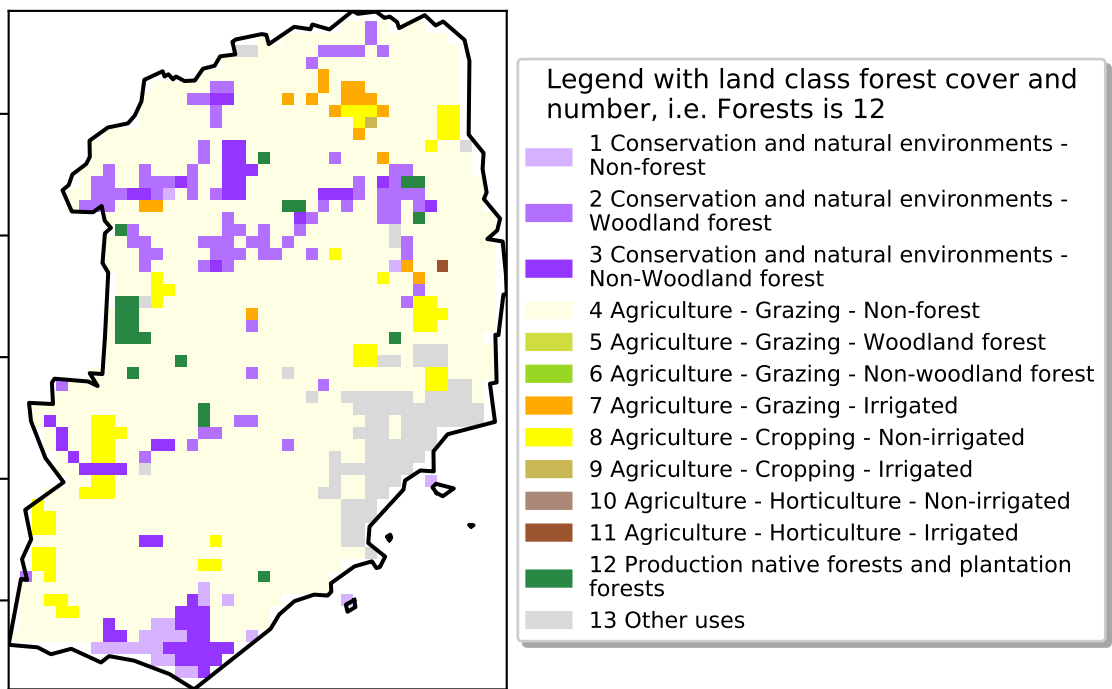 Legend with land class forest cover and
number, i.e. Forests is 12
1 Conservation and natural environments -
Non-forest
2 Conservation and natural environments -
Woodland forest
3 Conservation and natural environments -
Non-Woodland forest
4 Agriculture - Grazing - Non-forest
5 Agriculture - Grazing - Woodland forest
6 Agriculture - Grazing - Non-woodland forest
7 Agriculture - Grazing - Irrigated
8 Agriculture - Cropping - Non-irrigated
9 Agriculture - Cropping - Irrigated
10 Agriculture - Horticulture - Non-irrigated
11 Agriculture - Horticulture - Irrigated
12 Production native forests and plantation
forests
13 Other uses